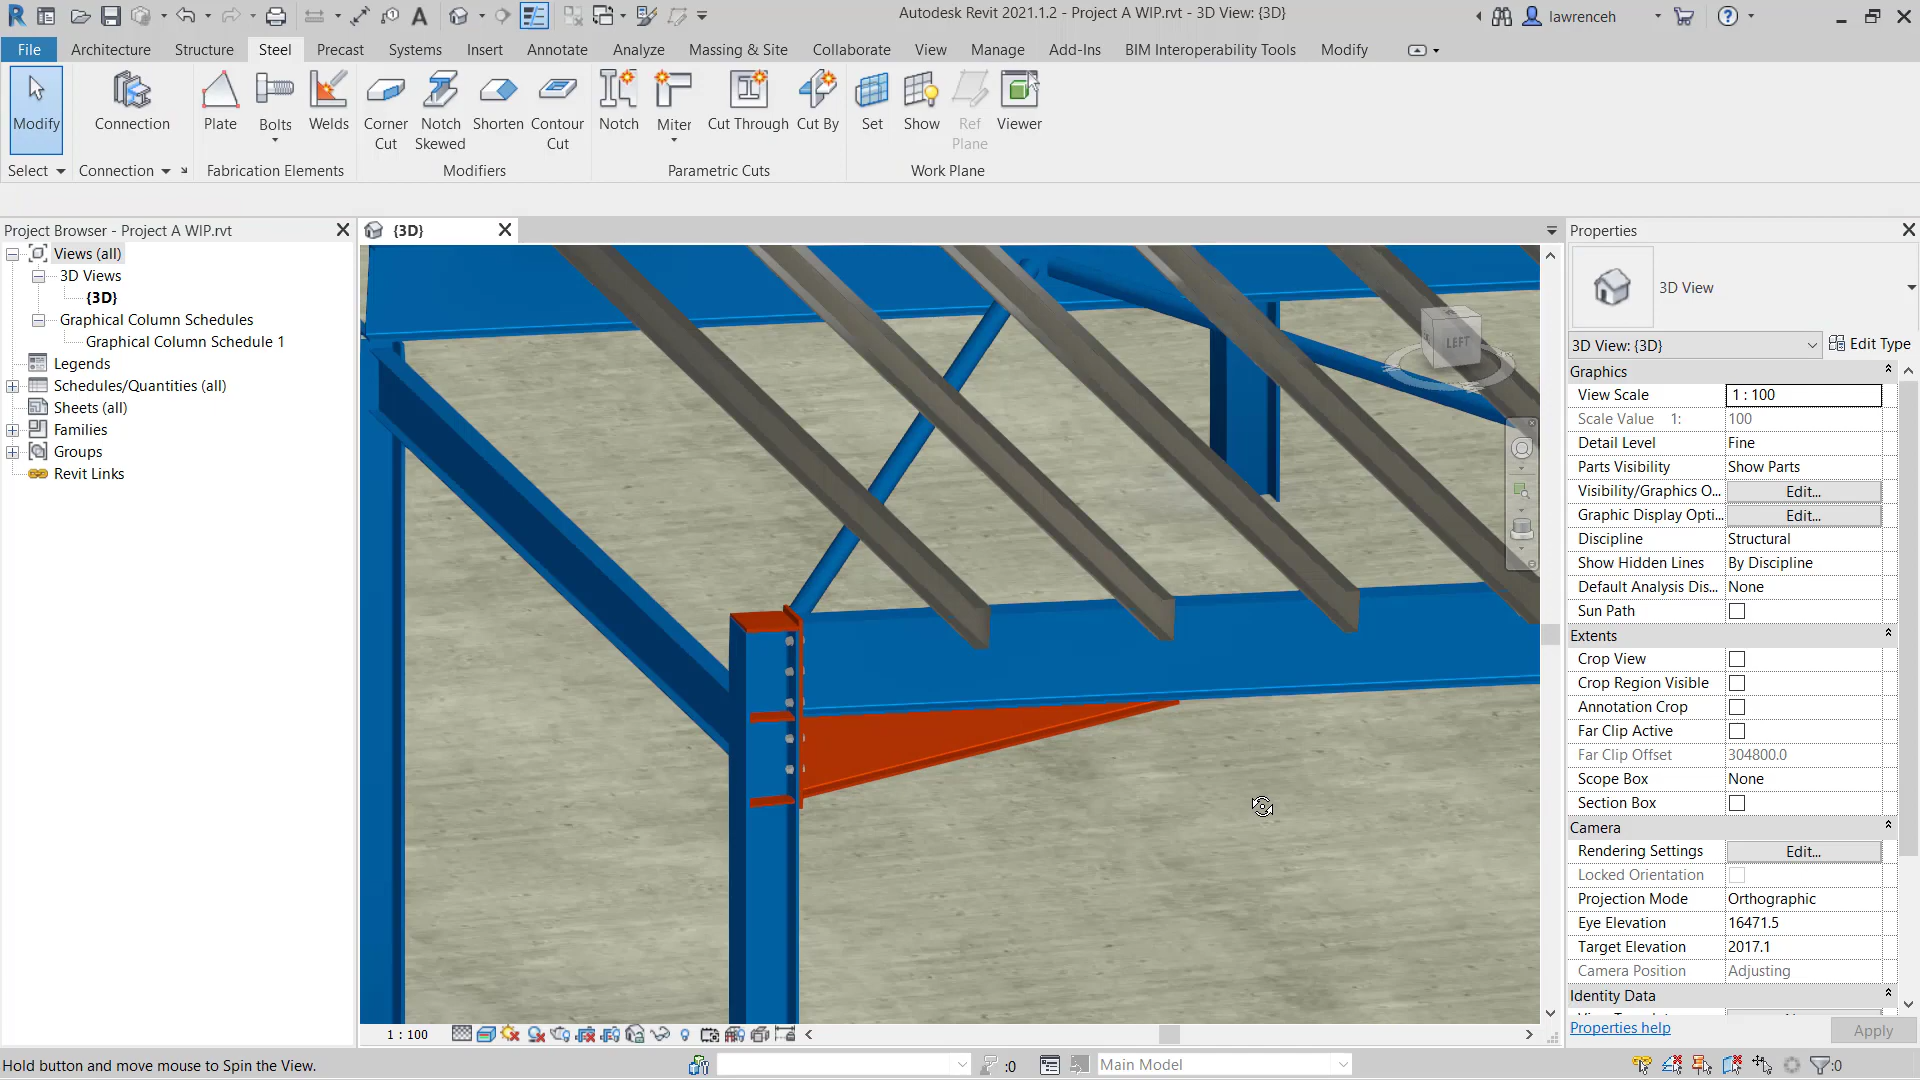 Autodesk Revit 2021.1.2 - Project A WIP.rvt - 3D View: {3D}
lawrenceh
File Architecture Structure Steel Precast Systems Insert Annotate Analyze Massing & Site Collaborate View Manage Add-Ins BIM Interoperability Tools Modify
Modify
Connection
Plate
Bolts
Welds
Corner Cut
Notch Skewed
Shorten
Contour Cut
Notch
Miter
Cut Through
Cut By
Set
Show
Ref Plane
Viewer
Select
Connection
Fabrication Elements
Modifiers
Parametric Cuts
Work Plane
Project Browser - Project A WIP.rvt
Views (all)
3D Views
{3D}
Graphical Column Schedules
Graphical Column Schedule 1
Legends
Schedules/Quantities (all)
Sheets (all)
Families
Groups
Revit Links
{3D}
LEFT
Properties
3D View
3D View: {3D}
Edit Type
Graphics
View Scale 1 : 100
Scale Value 1: 100
Detail Level Fine
Parts Visibility Show Parts
Visibility/Graphics O... Edit...
Graphic Display Opti... Edit...
Discipline Structural
Show Hidden Lines By Discipline
Default Analysis Dis... None
Sun Path
Extents
Crop View
Crop Region Visible
Annotation Crop
Far Clip Active
Far Clip Offset 304800.0
Scope Box None
Section Box
Camera
Rendering Settings Edit...
Locked Orientation
Projection Mode Orthographic
Eye Elevation 16471.5
Target Elevation 2017.1
Camera Position Adjusting
Identity Data
Properties help
Apply
1 : 100
Hold button and move mouse to Spin the View.
:0
Main Model
:0